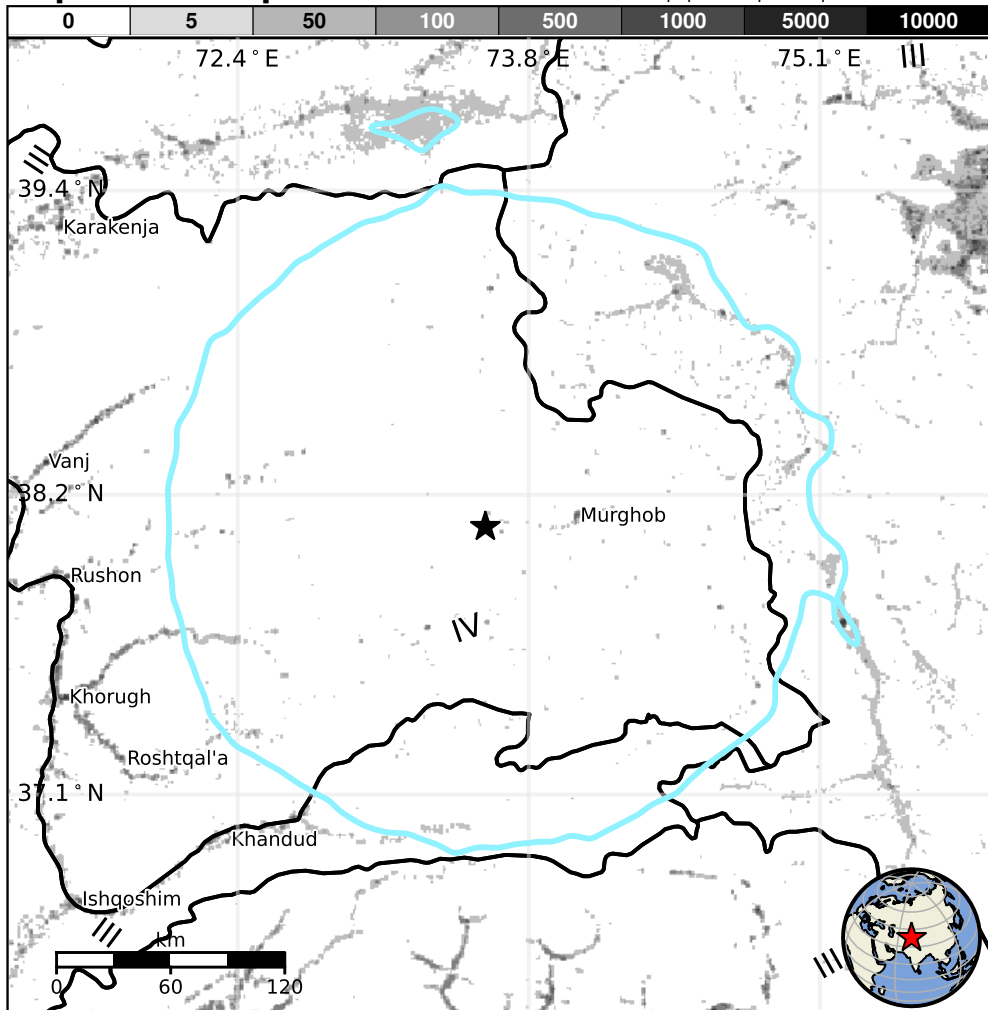 0 5 50 100 500 1000 5000 10000
72.4°E 73.8°E 75.1°E III
III
39.4°N
Karakenja
Vanj
38.2°N
Murghob
Rushon
IV
Khorugh
Roshtqal'a
37.1°N
Khandud
Ishqoshim
III
km
III
0 60 120